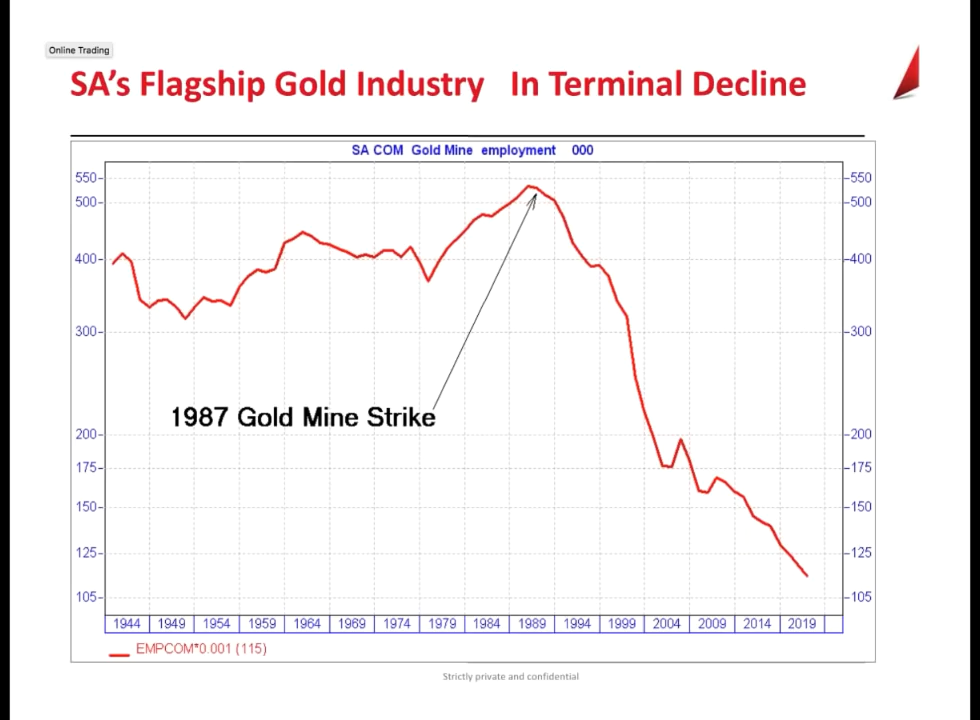 Online Trading
SA's Flagship Gold Industry In Terminal Decline
SA COM Gold Mine employment 000
550 550
500 500
400 400
300 300
1987 Gold Mine Strike
200 200
175 175
150 150
125 125
105 105
1944 1949 1954 1959 1964 1969 1974 1979 1984 1989 1994 1999 2004 2009 2014 2019
EMPCOM*0.001 (115)
Strictly private and confidential